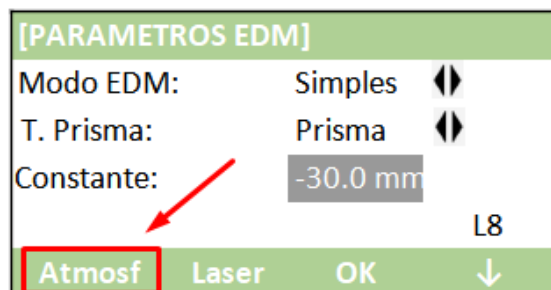 [PARAMETROS EDM]
Modo EDM: Simples
T. Prisma: Prisma
Constante: -30.0 mm
L8
Atmosf Laser OK ↓